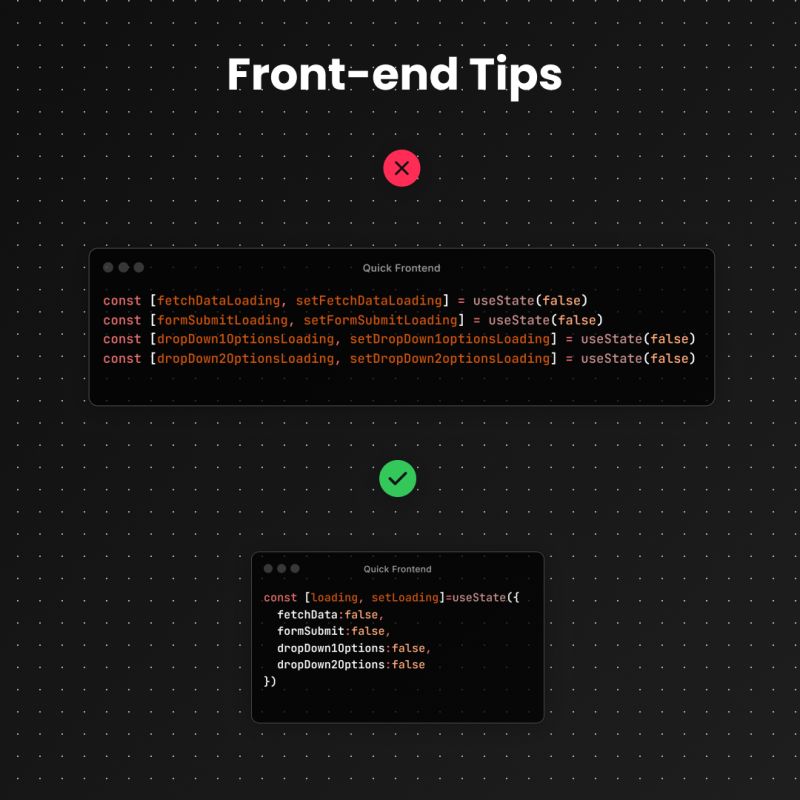 Front-end Tips
Quick Frontend
const [fetchDataLoading, setFetchDataLoading] = useState(false)
const [formSubmitLoading, setFormSubmitLoading] = useState(false)
const [dropDown1OptionsLoading, setDropDown1optionsLoading] = useState(false)
const [dropDown2OptionsLoading, setDropDown2optionsLoading] = useState(false)
Quick Frontend
const [loading, setLoading]=useState({
  fetchData:false,
  formSubmit:false,
  dropDown1Options:false,
  dropDown2Options:false
})